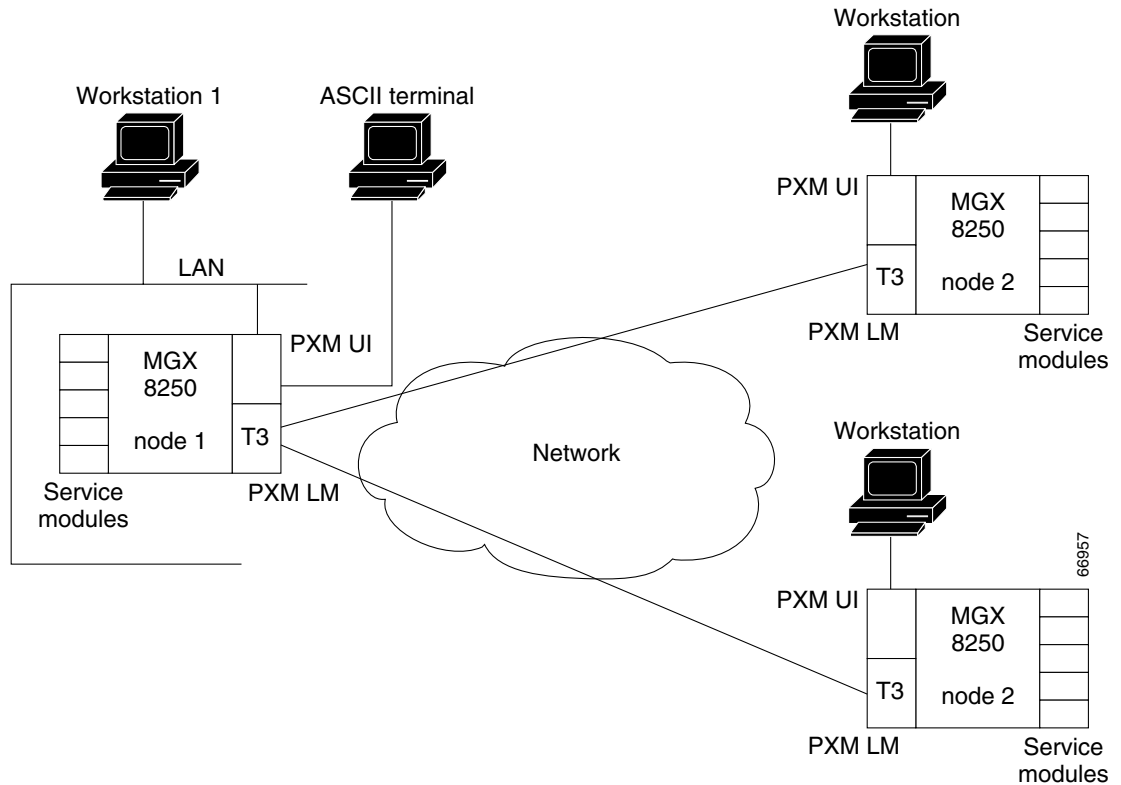 Workstation
Workstation 1
ASCII terminal
PXM UI
MGX
8250
LAN
T3
node 2
PXM UI
PXM LM
Service
modules
MGX
8250
node 1
T3
Workstation
Network
Service
modules
PXM LM
66957
PXM UI
MGX
8250
T3
node 2
PXM LM
Service
modules